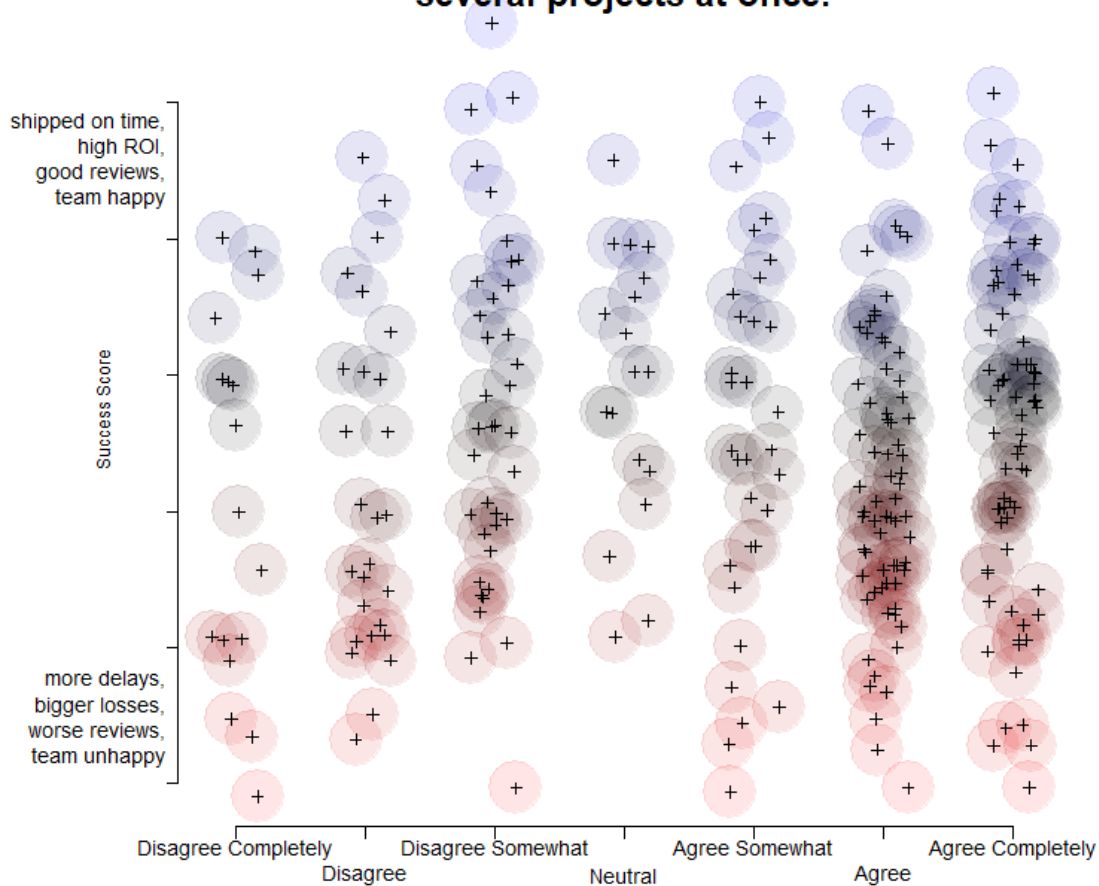 several projects at once.
shipped on time,
high ROI,
good reviews,
team happy
Success Score
more delays,
bigger losses,
worse reviews,
team unhappy
Disagree Completely
Disagree
Disagree Somewhat
Neutral
Agree Somewhat
Agree
Agree Completely